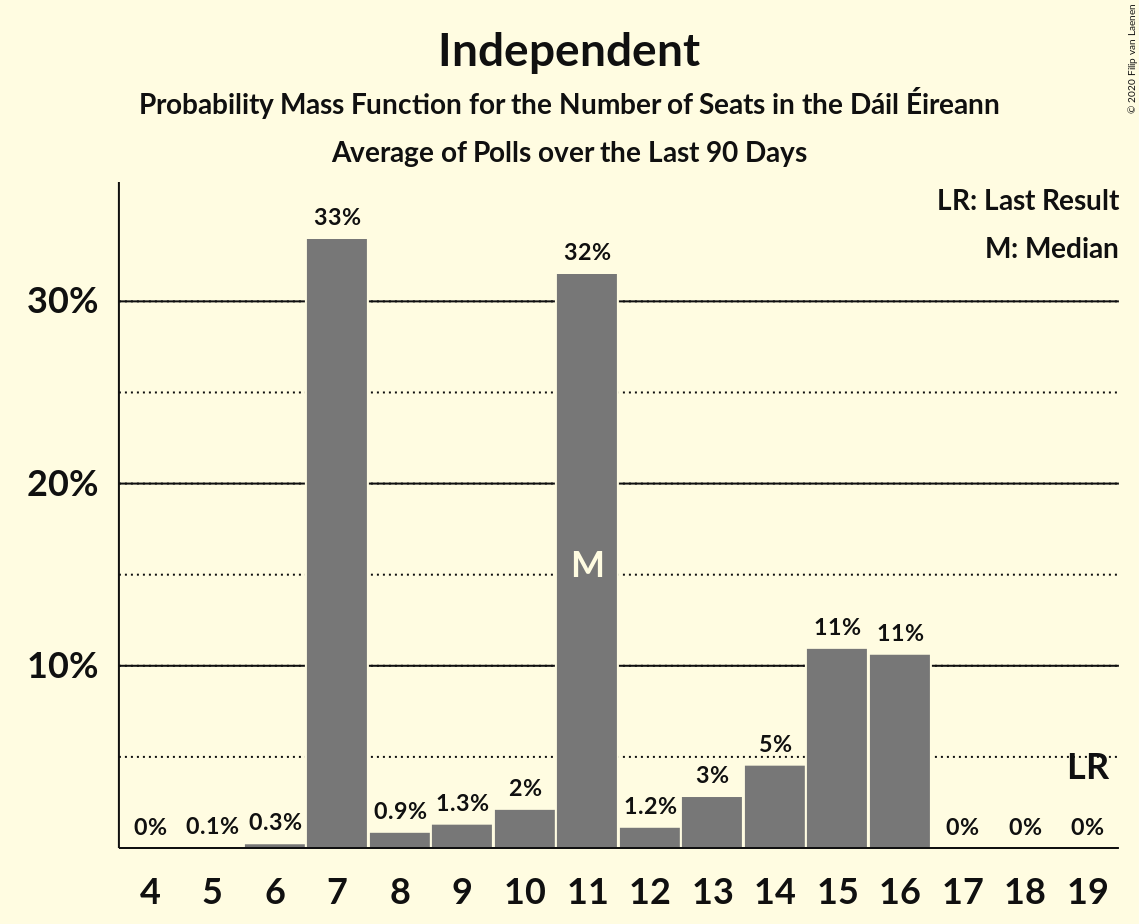 Independent
Probability Mass Function for the Number of Seats in the Dáil Éireann
Average of Polls over the Last 90 Days
© 2020 Filip van Laenen
LR: Last Result
M: Median
30%
20%
10%
0%
0.1%
0.3%
33%
0.9%
1.3%
2%
32%
1.2%
3%
5%
11%
11%
0%
0%
0%
M
LR
4 5 6 7 8 9 10 11 12 13 14 15 16 17 18 19